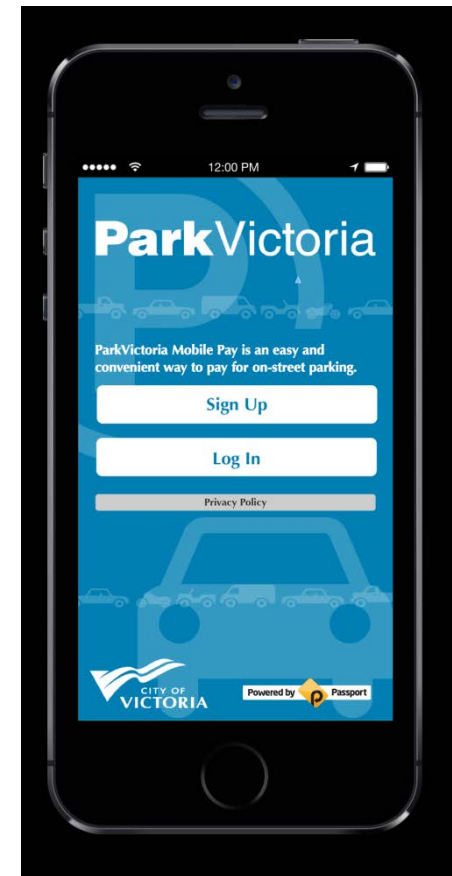 12:00 PM
ParkVictoria
ParkVictoria Mobile Pay is an easy and
convenient way to pay for on-street parking.
Sign Up
Log In
Privacy Policy
CITY OF
VICTORIA
Powered by P Passport